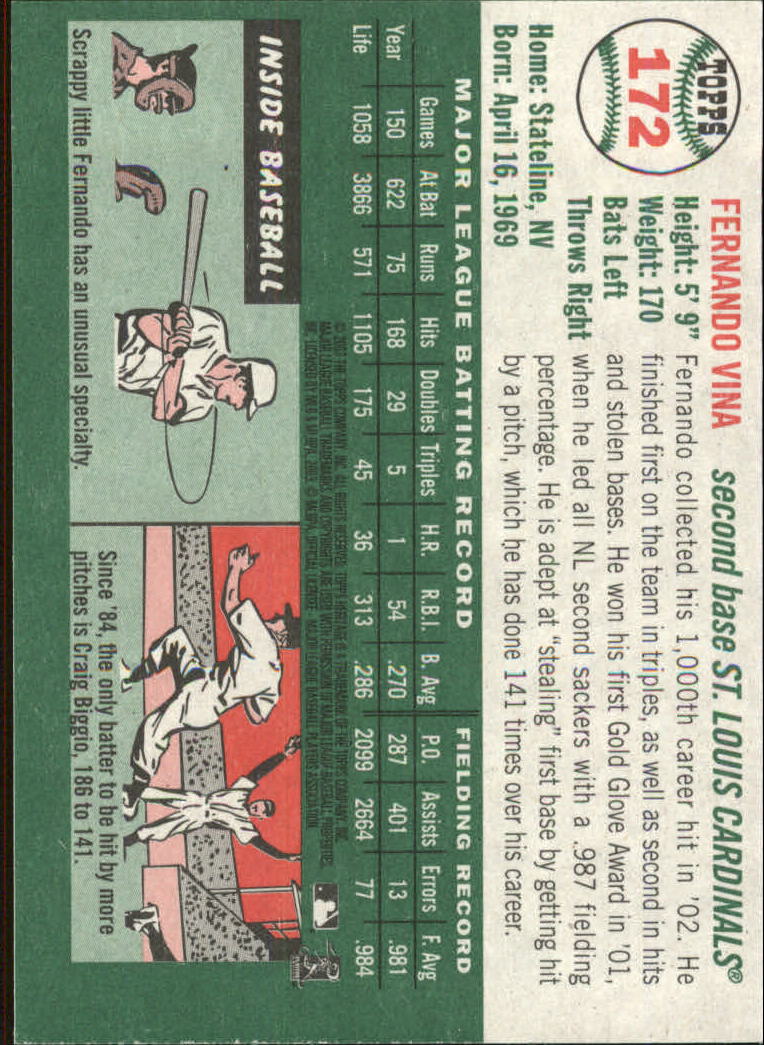 TOPPS
172
FERNANDO VINA second base ST. LOUIS CARDINALS®
Height: 5' 9"
Weight: 170
Bats Left
Throws Right
Home: Stateline, NV
Born: April 16, 1969
Fernando collected his 1,000th career hit in '02. He
finished first on the team in triples, as well as second in hits
and stolen bases. He won his first Gold Glove Award in '01,
when he led all NL second sackers with a .987 fielding
percentage. He is adept at "stealing" first base by getting hit
by a pitch, which he has done 141 times over his career.
MAJOR LEAGUE BATTING RECORD FIELDING RECORD
Games At Bat Runs Hits Doubles Triples H.R. R.B.I. B. Avg P.O. Assists Errors F. Avg
Year 150 622 75 168 29 5 1 54 .270 287 401 13 .981
Life 1058 3866 571 1105 175 45 36 313 .286 2099 2664 77 .984
INSIDE BASEBALL
Scrappy little Fernando has an unusual specialty.
Since '84, the only batter to be hit by more
pitches is Craig Biggio, 186 to 141.